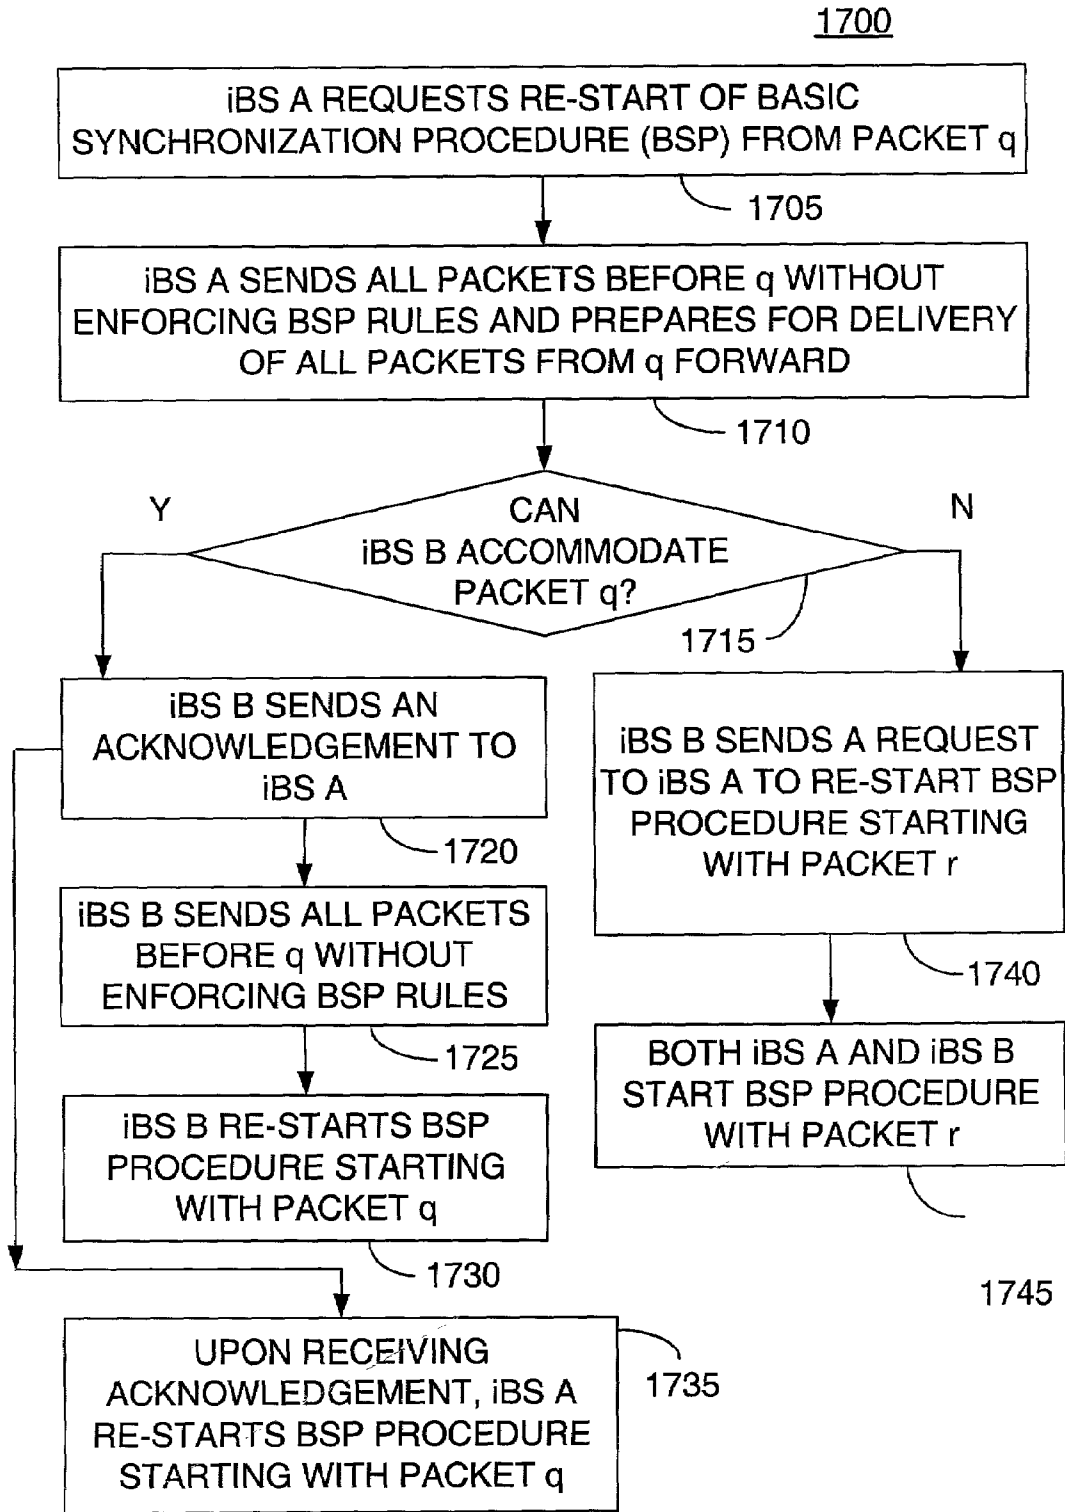 1700
iBS A REQUESTS RE-START OF BASIC
SYNCHRONIZATION PROCEDURE (BSP) FROM PACKET q
1705
iBS A SENDS ALL PACKETS BEFORE q WITHOUT
ENFORCING BSP RULES AND PREPARES FOR DELIVERY
OF ALL PACKETS FROM q FORWARD
1710
Y
N
CAN
iBS B ACCOMMODATE
PACKET q?
1715
iBS B SENDS AN
ACKNOWLEDGEMENT TO
iBS A
1720
iBS B SENDS ALL PACKETS
BEFORE q WITHOUT
ENFORCING BSP RULES
1725
iBS B RE-STARTS BSP
PROCEDURE STARTING
WITH PACKET q
1730
UPON RECEIVING
ACKNOWLEDGEMENT, iBS A
RE-STARTS BSP PROCEDURE
STARTING WITH PACKET q
1735
iBS B SENDS A REQUEST
TO iBS A TO RE-START BSP
PROCEDURE STARTING
WITH PACKET r
1740
BOTH iBS A AND iBS B
START BSP PROCEDURE
WITH PACKET r
1745